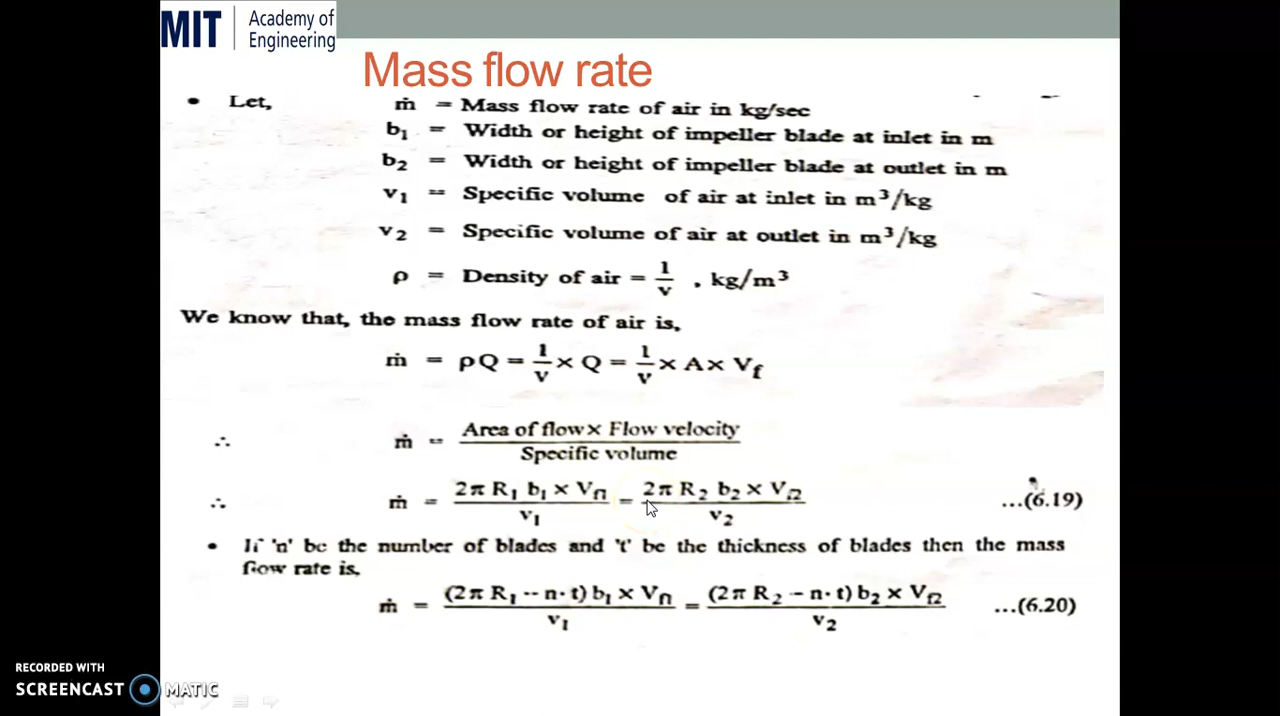 MIT Academy of Engineering
Mass flow rate
• Let, ṁ = Mass flow rate of air in kg/sec
b₁ = Width or height of impeller blade at inlet in m
b₂ = Width or height of impeller blade at outlet in m
v₁ = Specific volume of air at inlet in m³/kg
v₂ = Specific volume of air at outlet in m³/kg
ρ = Density of air = 1/v , kg/m³
We know that, the mass flow rate of air is,
ṁ = ρQ = 1/v × Q = 1/v × A × V_f
∴ ṁ = Area of flow × Flow velocity / Specific volume
∴ ṁ = 2π R₁ b₁ × V_f1 / v₁ = 2π R₂ b₂ × V_f2 / v₂ ...(6.19)
• If 'n' be the number of blades and 't' be the thickness of blades then the mass
flow rate is,
ṁ = (2π R₁ - n· t) b₁ × V_f1 / v₁ = (2π R₂ - n· t) b₂ × V_f2 / v₂ ...(6.20)
RECORDED WITH
SCREENCAST MATIC